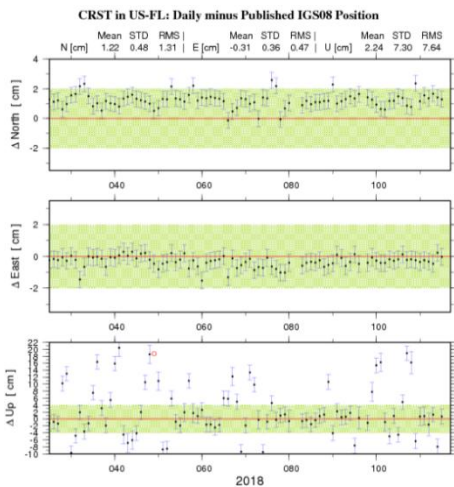 CRST in US-FL: Daily minus Published IGS08 Position
Mean STD RMS | Mean STD RMS | Mean STD RMS
N [cm] 1.22 0.48 1.31 | E [cm] -0.31 0.36 0.47 | U [cm] 2.24 7.30 7.64
4
2
0
-2
Δ North [cm]
040 060 080 100
2
0
-2
Δ East [cm]
040 060 080 100
22
20
18
16
14
12
10
8
6
4
2
0
-2
-4
-6
-8
-10
Δ Up [cm]
040 060 080 100
2018